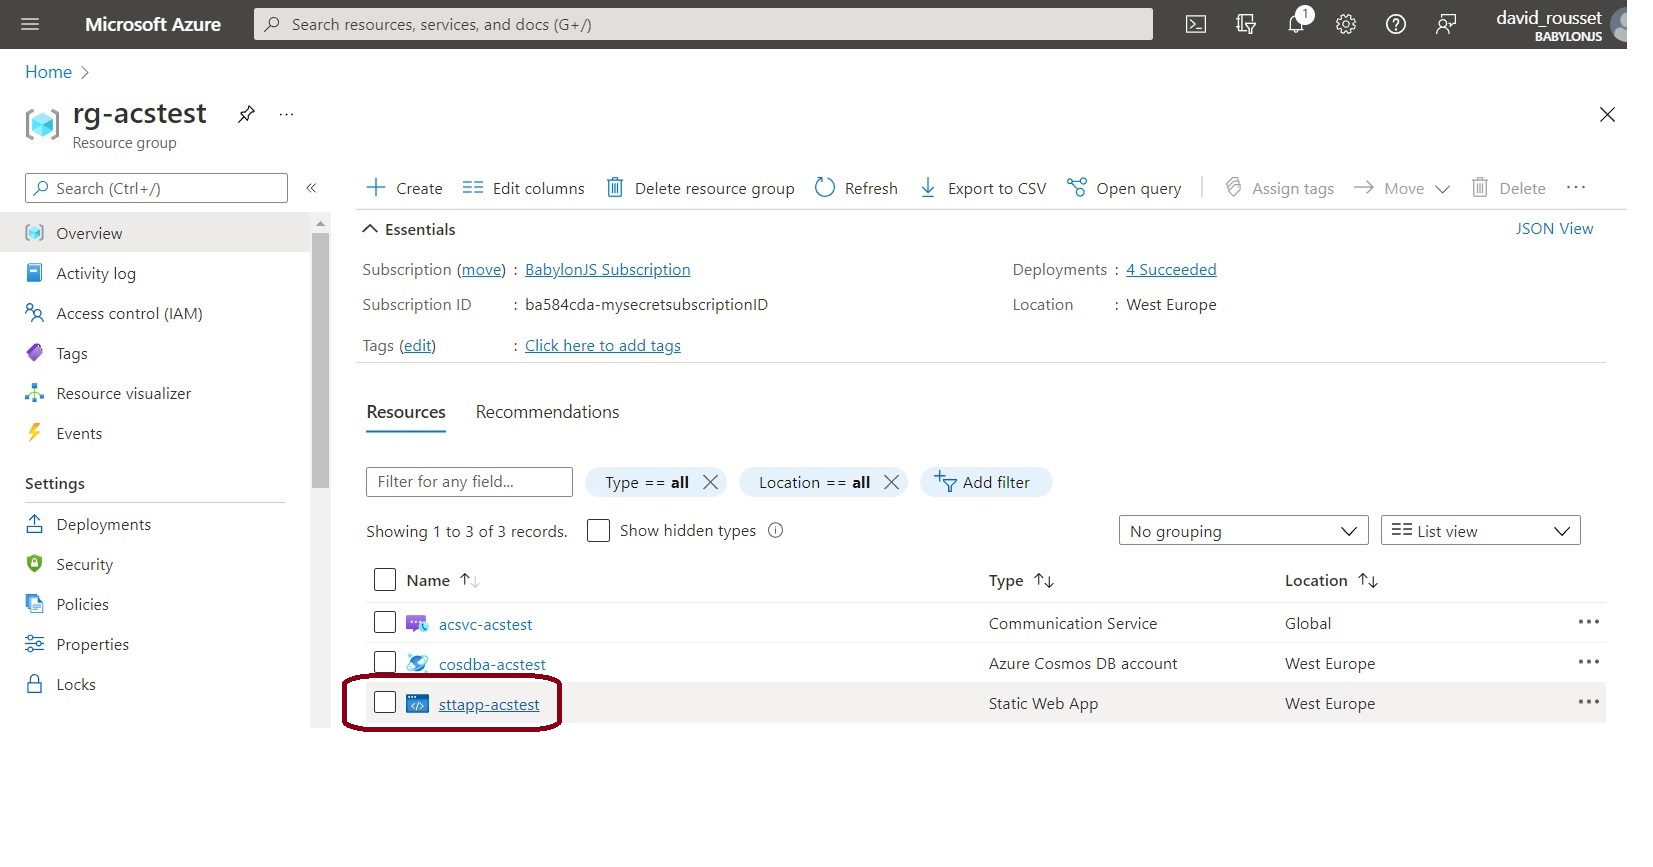 Microsoft Azure
Search resources, services, and docs (G+/)
1
david_rousset
BABYLONJS
Home
rg-acstest
Resource group
Search (Ctrl+/)
Create
Edit columns
Delete resource group
Refresh
Export to CSV
Open query
Assign tags
Move
Delete
Overview
Activity log
Access control (IAM)
Tags
Resource visualizer
Events
Settings
Deployments
Security
Policies
Properties
Locks
Essentials
JSON View
Subscription (move) : BabylonJS Subscription
Subscription ID : ba584cda-mysecretsubscriptionID
Tags (edit) : Click here to add tags
Deployments : 4 Succeeded
Location : West Europe
Resources
Recommendations
Filter for any field...
Type == all
Location == all
Add filter
Showing 1 to 3 of 3 records.
Show hidden types
No grouping
List view
Name Type Location
acsvc-acstest Communication Service Global
cosdba-acstest Azure Cosmos DB account West Europe
sttapp-acstest Static Web App West Europe